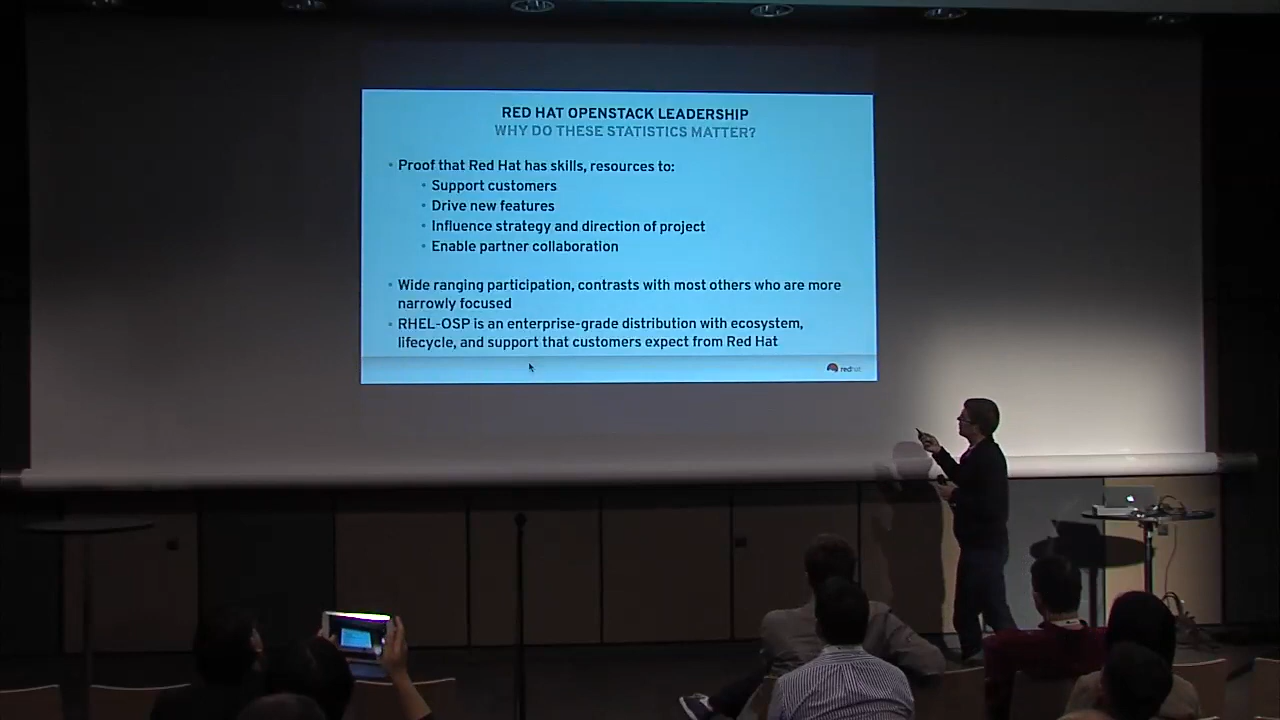 RED HAT OPENSTACK LEADERSHIP
WHY DO THESE STATISTICS MATTER?
Proof that Red Hat has skills, resources to:
Support customers
Drive new features
Influence strategy and direction of project
Enable partner collaboration
Wide ranging participation, contrasts with most others who are more
narrowly focused
RHEL-OSP is an enterprise-grade distribution with ecosystem,
lifecycle, and support that customers expect from Red Hat
redhat